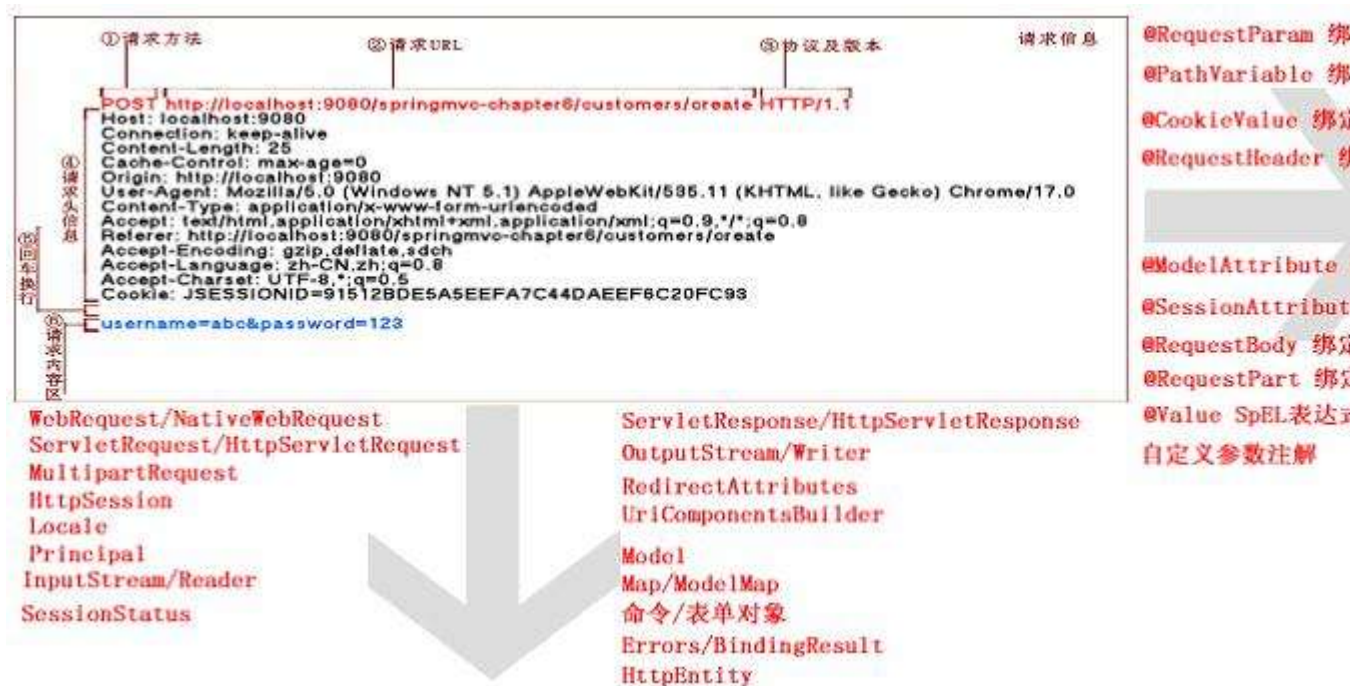 ①请求方法
②请求URL
③协议及版本
请求信息
POST http://localhost:9080/springmvc-chapter6/customers/create HTTP/1.1
Host: localhost:9080
Connection: keep-alive
Content-Length: 25
Cache-Control: max-age=0
Origin: http://localhost:9080
User-Agent: Mozilla/5.0 (Windows NT 5.1) AppleWebKit/535.11 (KHTML, like Gecko) Chrome/17.0
Content-Type: application/x-www-form-urlencoded
Accept: text/html,application/xhtml+xml,application/xml;q=0.9,*/*;q=0.8
Referer: http://localhost:9080/springmvc-chapter6/customers/create
Accept-Encoding: gzip,deflate,sdch
Accept-Language: zh-CN,zh;q=0.8
Accept-Charset: UTF-8,*;q=0.5
Cookie: JSESSIONID=91512BDE5A5EEFA7C44DAEEF6C20FC93
④请求头信息
⑤回车换行
username=abc&password=123
⑥请求内容区
WebRequest/NativeWebRequest
ServletRequest/HttpServletRequest
MultipartRequest
HttpSession
Locale
Principal
InputStream/Reader
SessionStatus
ServletResponse/HttpServletResponse
OutputStream/Writer
RedirectAttributes
UriComponentsBuilder
Model
Map/ModelMap
命令/表单对象
Errors/BindingResult
HttpEntity
@RequestParam 绑
@PathVariable 绑
@CookieValue 绑定
@RequestHeader 绑
@ModelAttribute
@SessionAttribut
@RequestBody 绑定
@RequestPart 绑定
@Value SpEL表达式
自定义参数注解